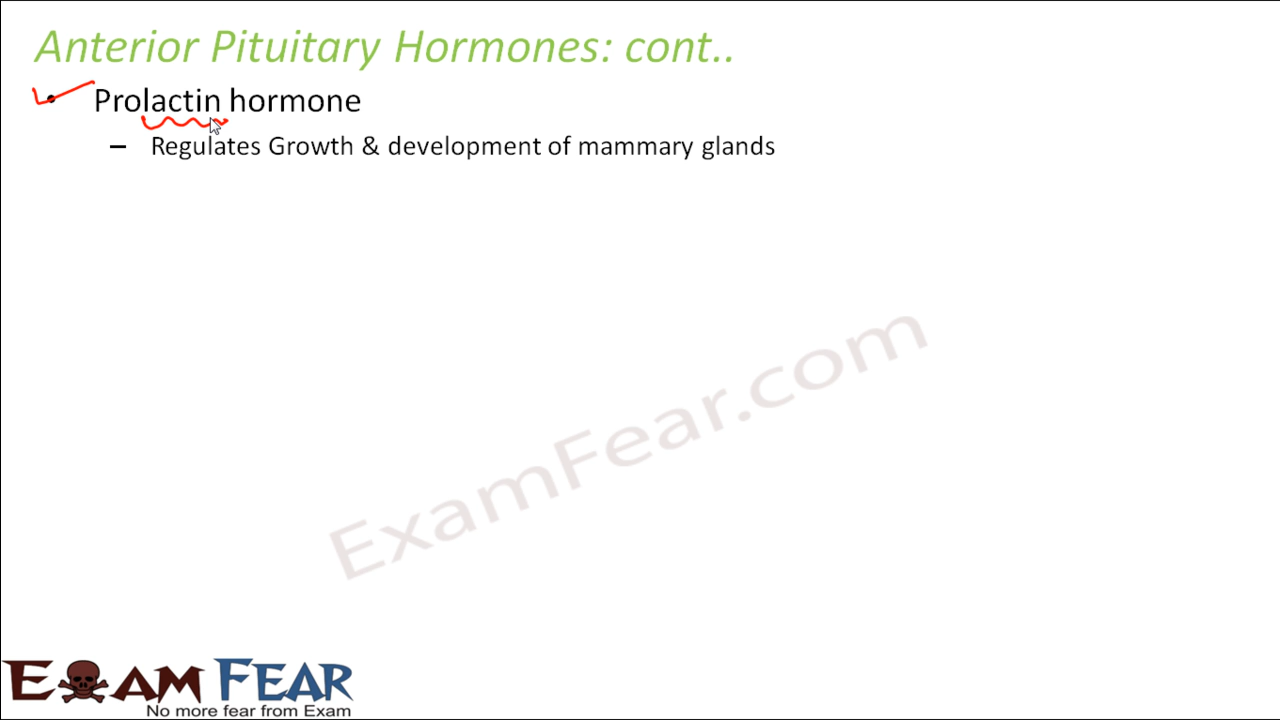 Anterior Pituitary Hormones: cont..
• Prolactin hormone
– Regulates Growth & development of mammary glands
ExamFear.com
EXAM FEAR
No more fear from Exam